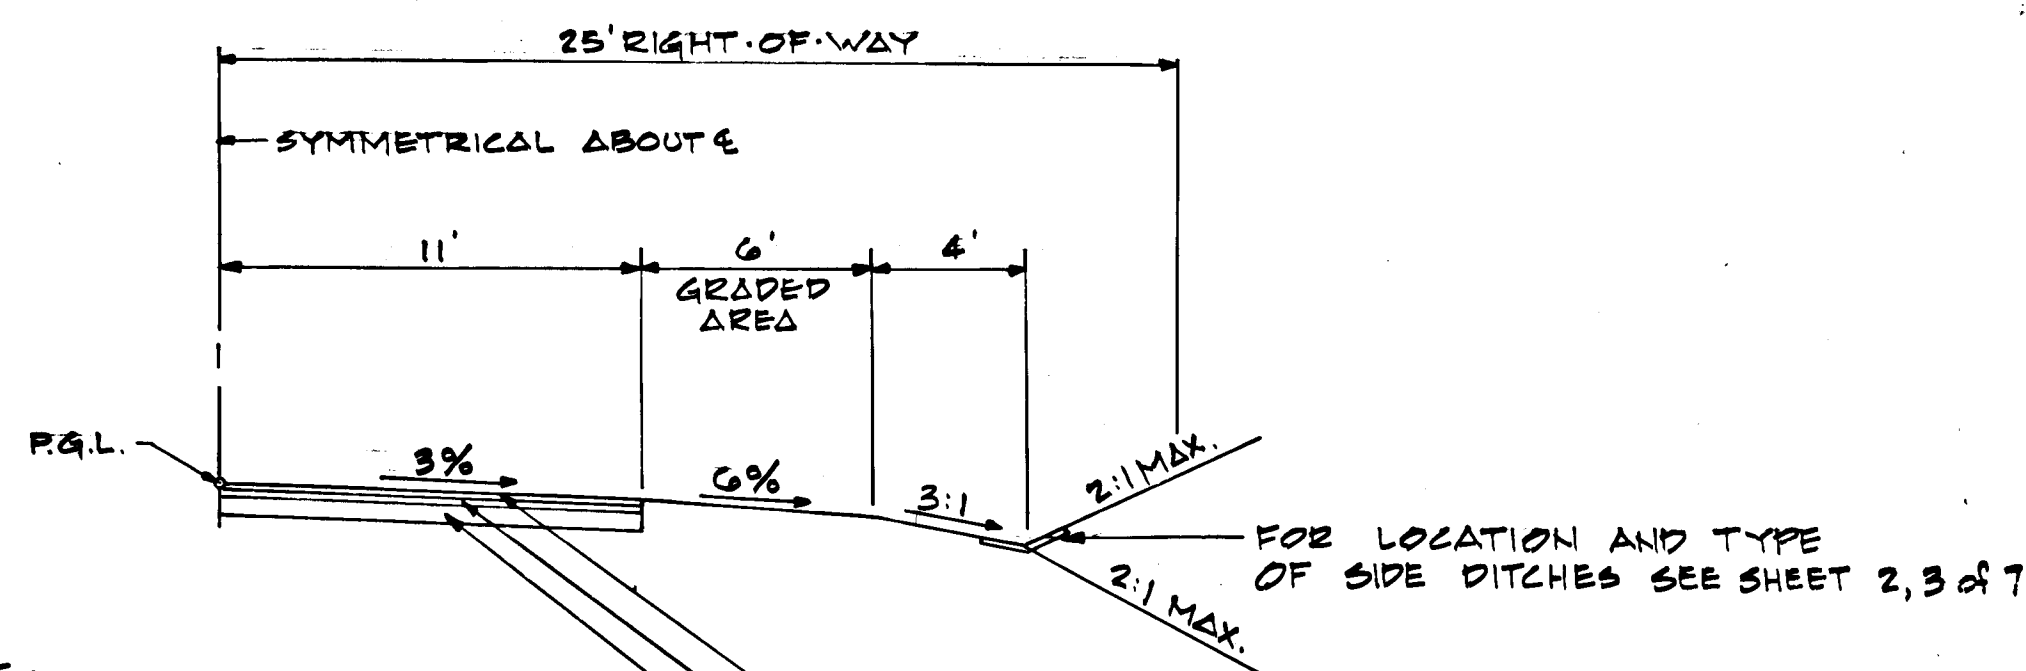 25' RIGHT·OF·WAY
SYMMETRICAL ABOUT ℄
11'
6'
4'
GRADED
AREA
P.G.L.
3%
6%
3:1
2:1 MAX.
FOR LOCATION AND TYPE
OF SIDE DITCHES SEE SHEET 2, 3 of 7
2:1 MAX.